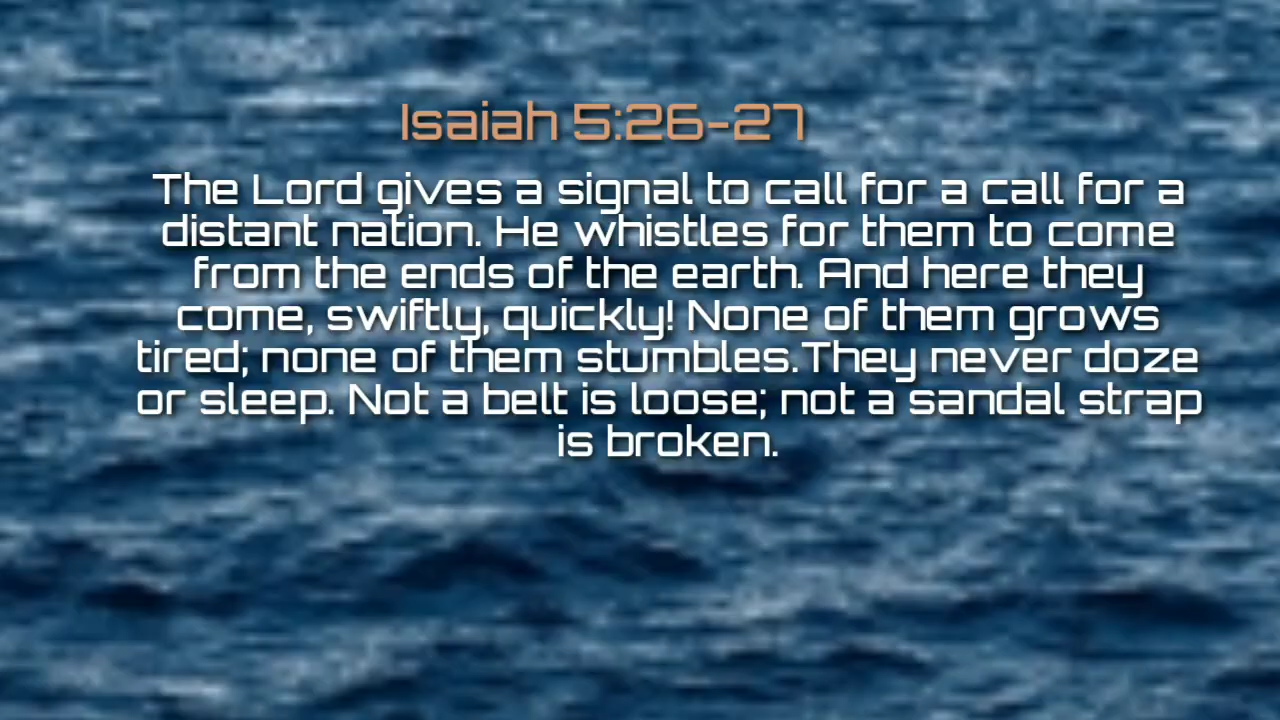 Isaiah 5:26-27
The Lord gives a signal to call for a call for a
distant nation. He whistles for them to come
from the ends of the earth. And here they
come, swiftly, quickly! None of them grows
tired; none of them stumbles.They never doze
or sleep. Not a belt is loose; not a sandal strap
is broken.